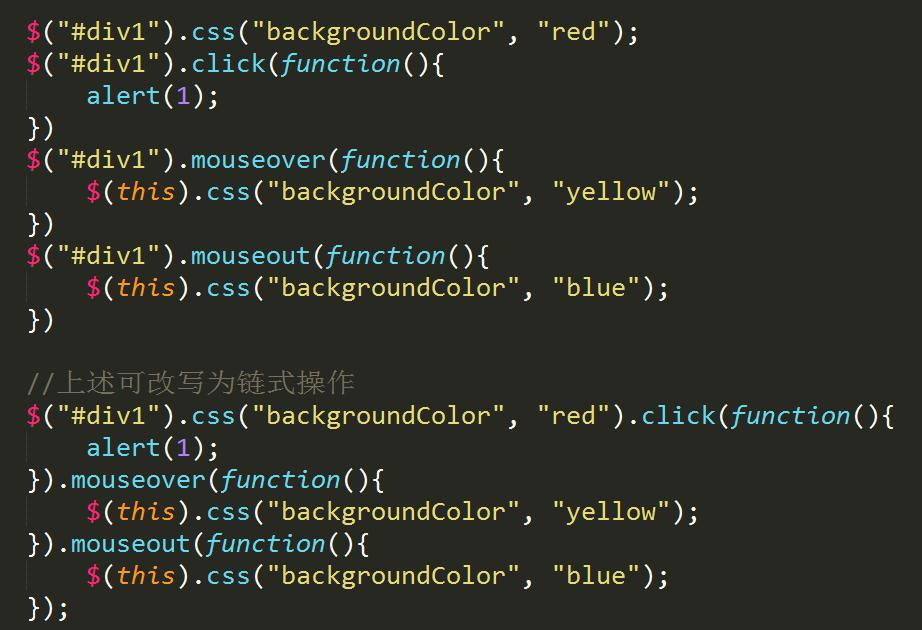 $("#div1").css("backgroundColor", "red");
$("#div1").click(function(){
    alert(1);
})
$("#div1").mouseover(function(){
    $(this).css("backgroundColor", "yellow");
})
$("#div1").mouseout(function(){
    $(this).css("backgroundColor", "blue");
})

//上述可改写为链式操作
$("#div1").css("backgroundColor", "red").click(function(){
    alert(1);
}).mouseover(function(){
    $(this).css("backgroundColor", "yellow");
}).mouseout(function(){
    $(this).css("backgroundColor", "blue");
});